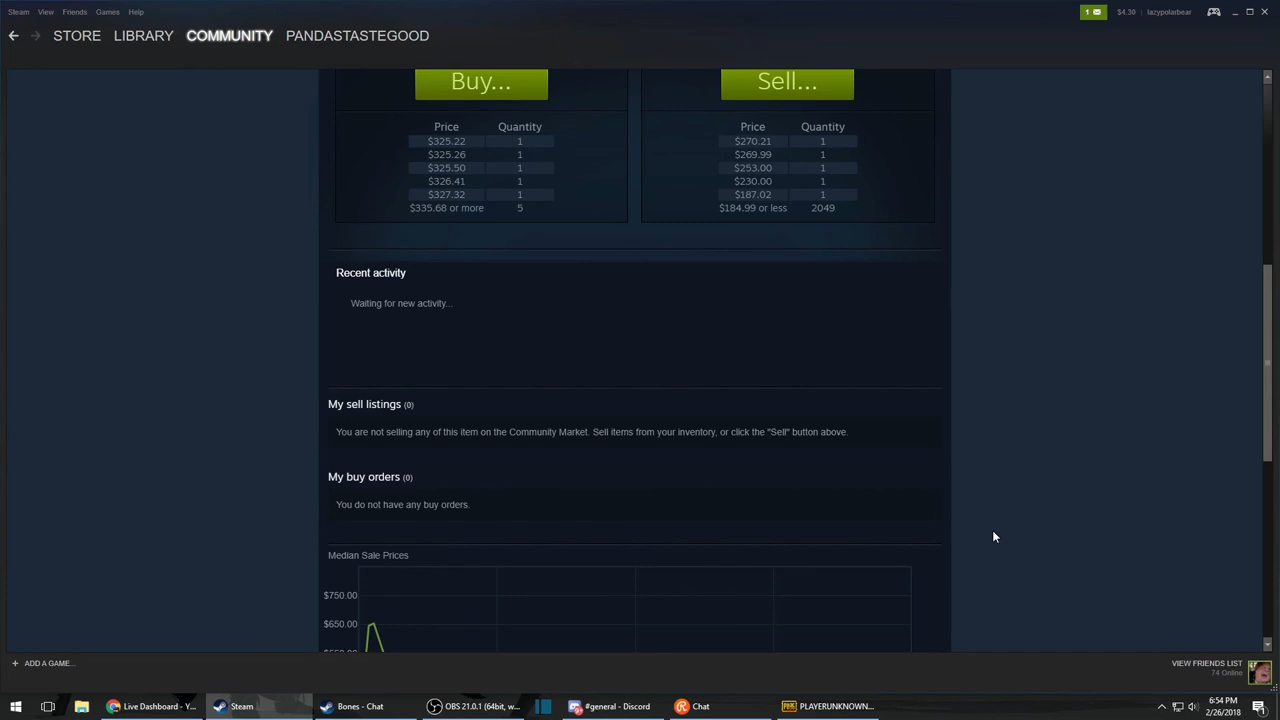 Steam View Friends Games Help
1 $4.30 lazypolarbear
STORE LIBRARY COMMUNITY PANDASTASTEGOOD
Buy... Sell...
Price Quantity Price Quantity
$325.22 1 $270.21 1
$325.26 1 $269.99 1
$325.50 1 $253.00 1
$326.41 1 $230.00 1
$327.32 1 $187.02 1
$335.68 or more 5 $184.99 or less 2049
Recent activity
Waiting for new activity...
My sell listings (0)
You are not selling any of this item on the Community Market. Sell items from your inventory, or click the "Sell" button above.
My buy orders (0)
You do not have any buy orders.
Median Sale Prices
$750.00
$650.00
+ ADD A GAME... VIEW FRIENDS LIST
74 Online
Live Dashboard - Y... Steam Bones - Chat OBS 21.0.1 (64bit, w... #general - Discord Chat PLAYERUNKNOWN... 6:54 PM
2/26/2018